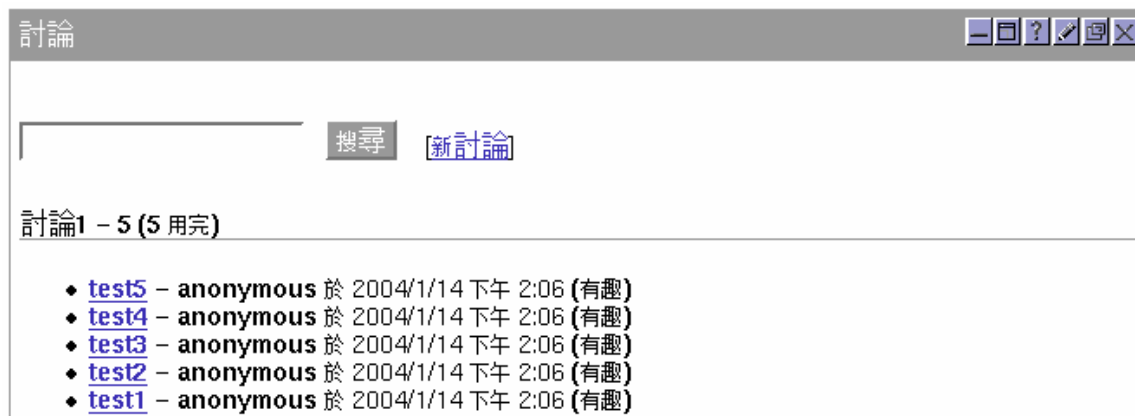 討論
搜尋 [新討論]
討論1 – 5 (5 用完)
test5 – anonymous 於 2004/1/14 下午 2:06 (有趣)
test4 – anonymous 於 2004/1/14 下午 2:06 (有趣)
test3 – anonymous 於 2004/1/14 下午 2:06 (有趣)
test2 – anonymous 於 2004/1/14 下午 2:06 (有趣)
test1 – anonymous 於 2004/1/14 下午 2:06 (有趣)